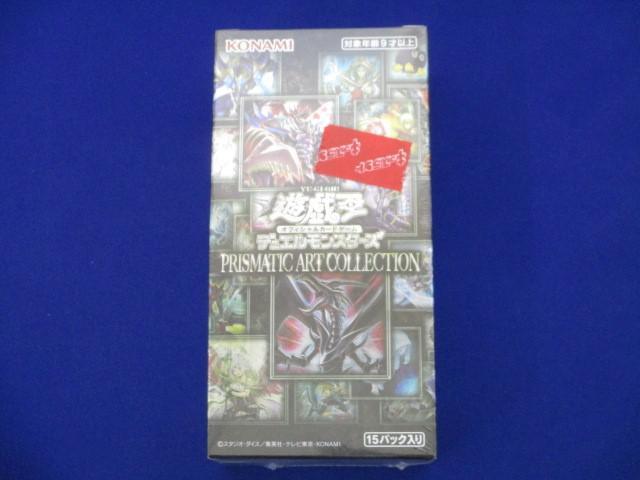 KONAMI
対象年齢9才以上
YU-GI-OH!
遊戯王
オフィシャルカードゲーム
デュエルモンスターズ
PRISMATIC ART COLLECTION
15パック入り
©スタジオ・ダイス/集英社・テレビ東京・KONAMI